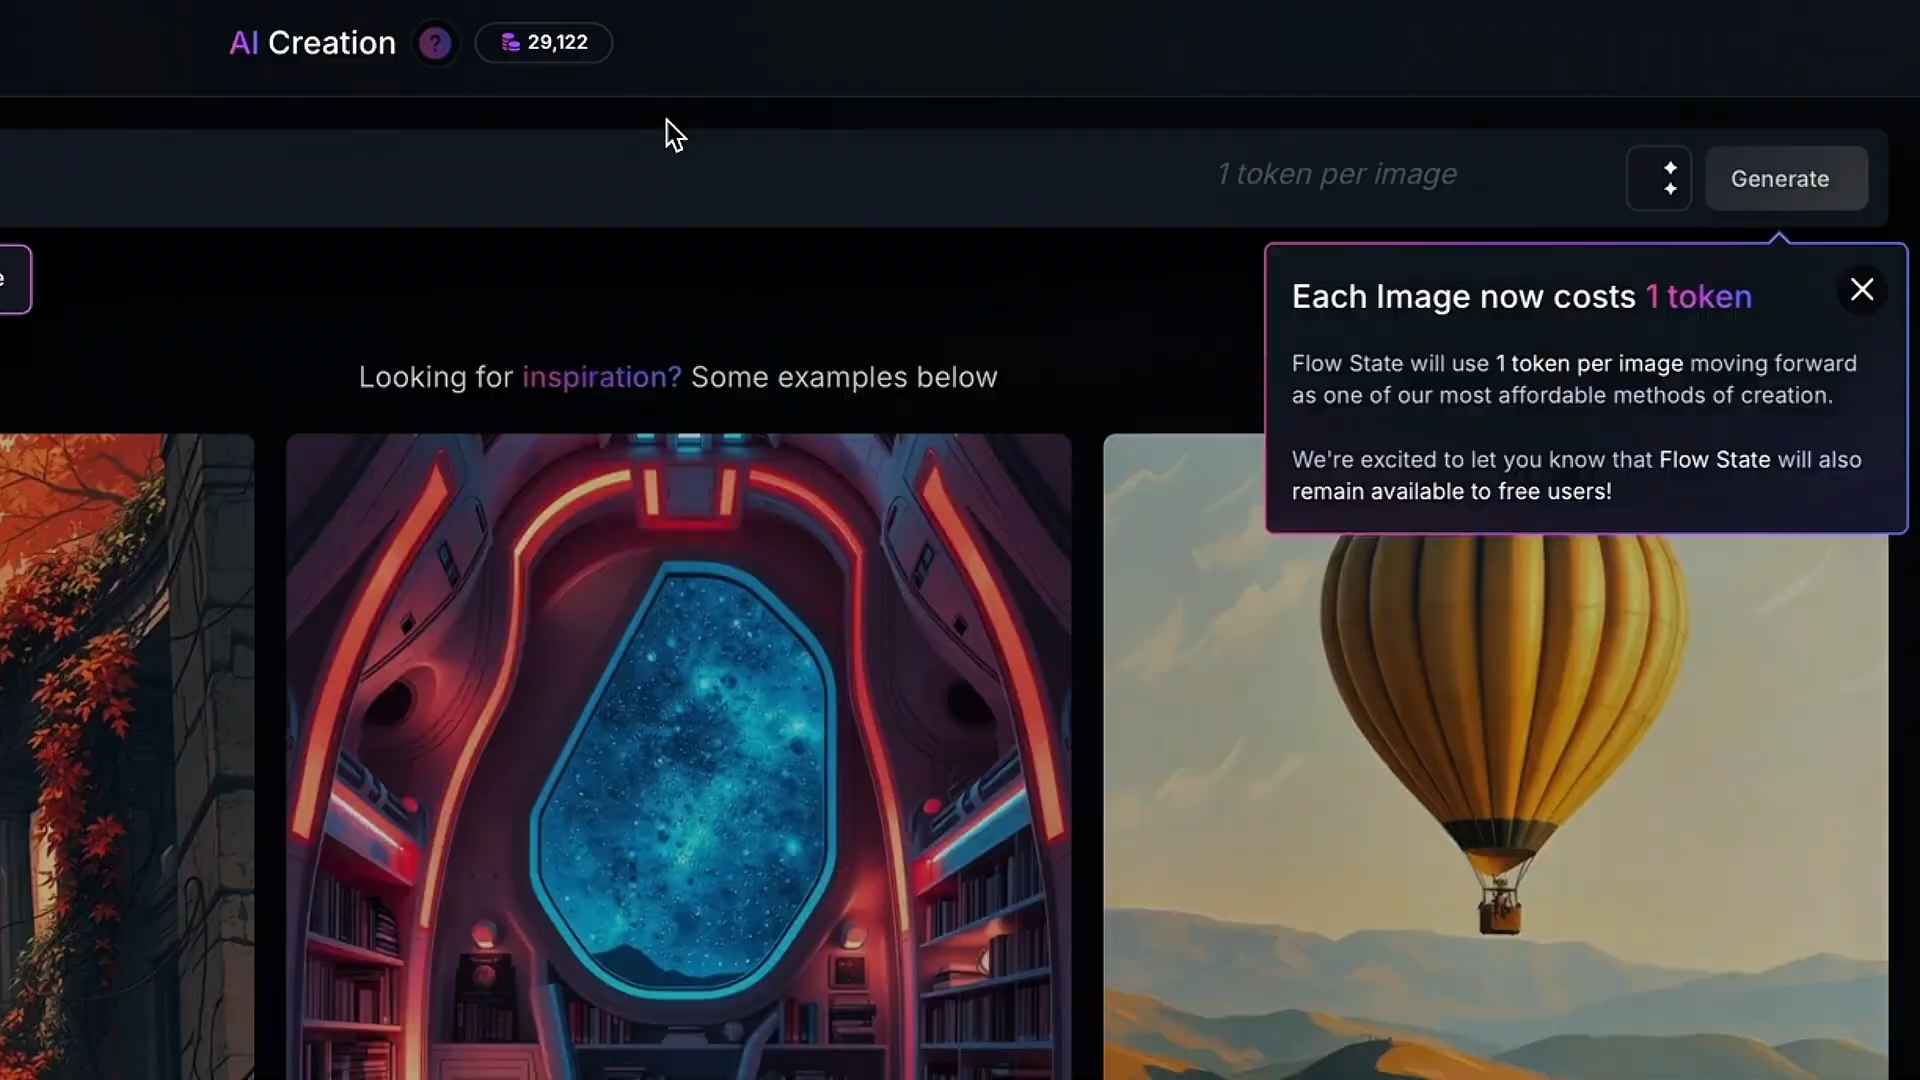 AI Creation ? 29,122
1 token per image
Generate
e
Each Image now costs 1 token
Flow State will use 1 token per image moving forward
as one of our most affordable methods of creation.
We're excited to let you know that Flow State will also
remain available to free users!
Looking for inspiration? Some examples below